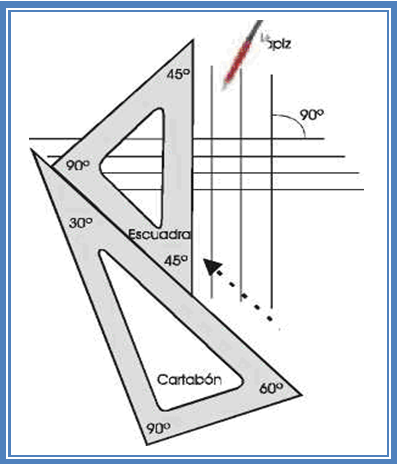 Lápiz
45º
90º
90º
30º
Escuadra
45º
Cartabón
60º
90º